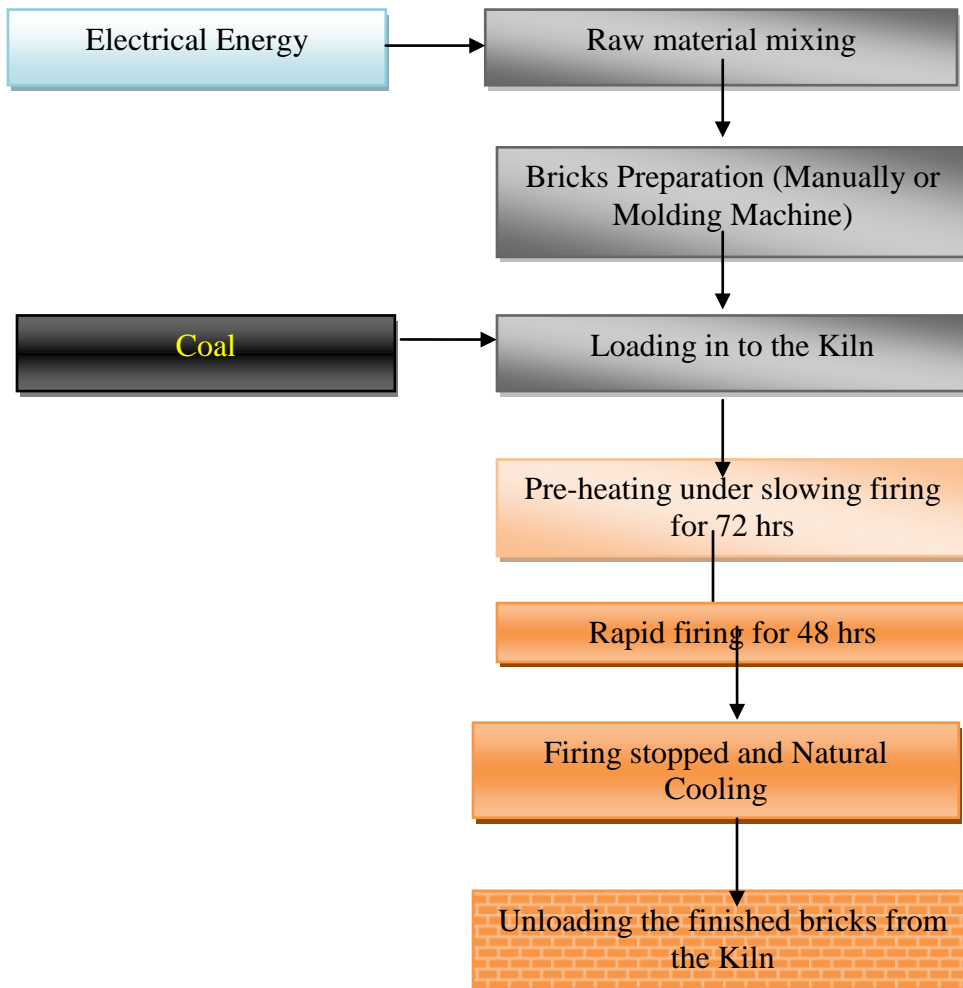 Electrical Energy
Raw material mixing
Bricks Preparation (Manually or
Molding Machine)
Coal
Loading in to the Kiln
Pre-heating under slowing firing
for 72 hrs
Rapid firing for 48 hrs
Firing stopped and Natural
Cooling
Unloading the finished bricks from
the Kiln